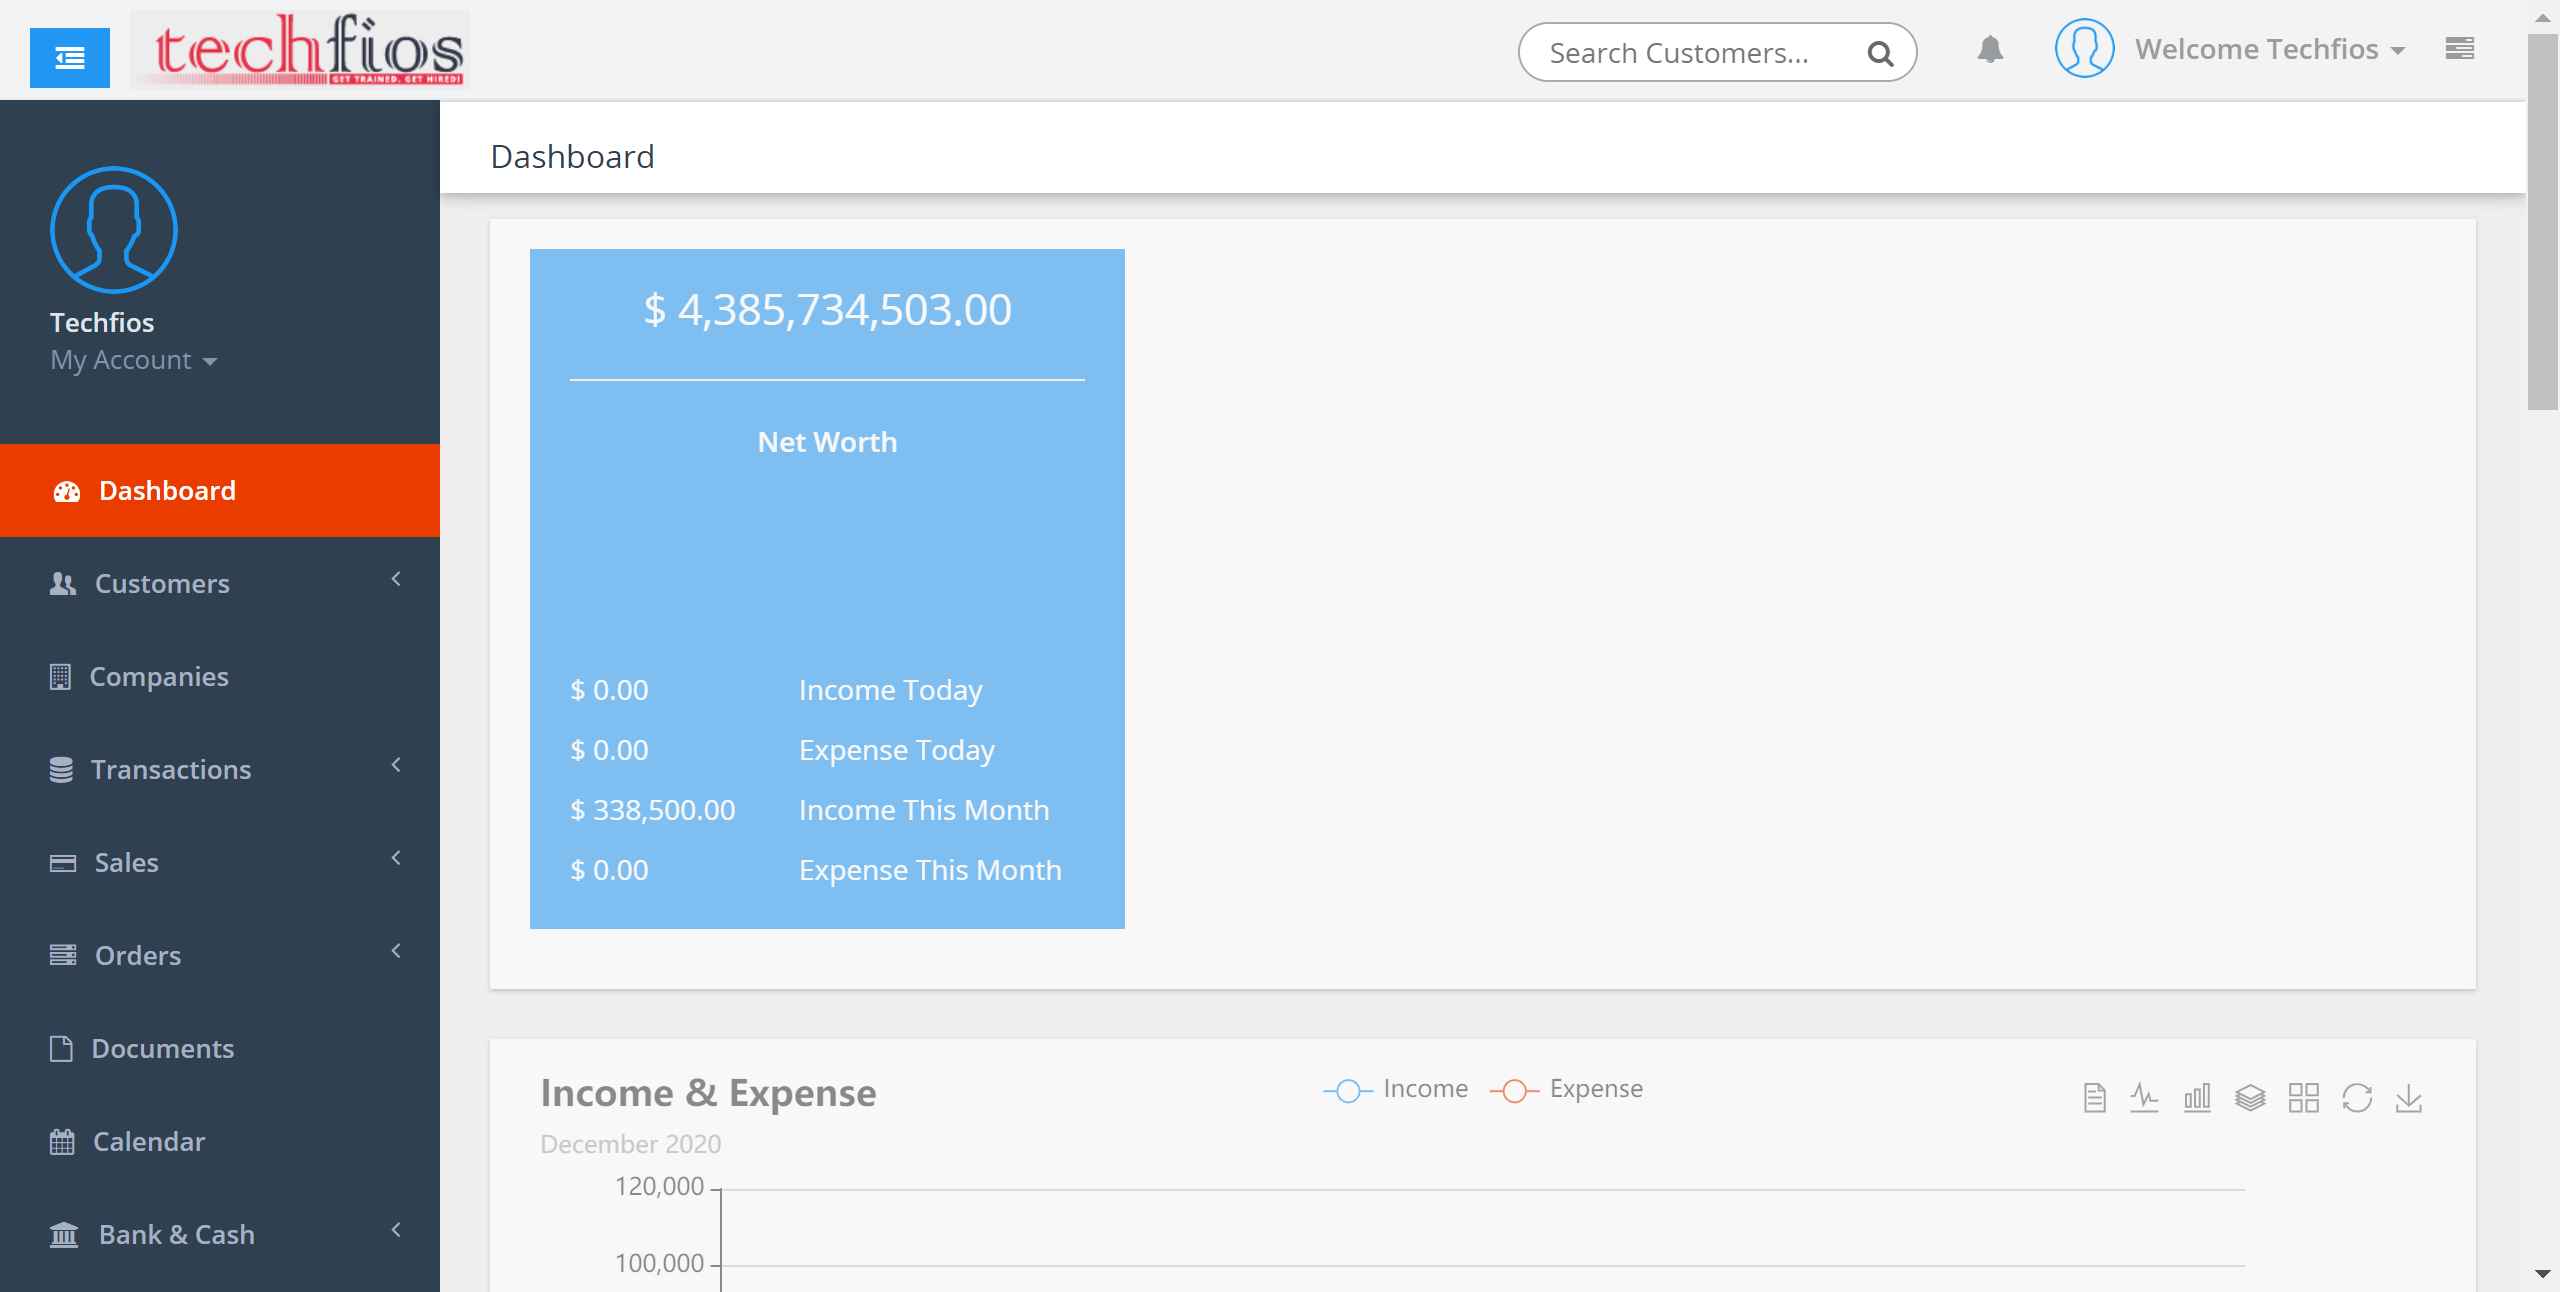 techfios
GET TRAINED. GET HIRED!
Search Customers...
Welcome Techfios
Techfios
My Account
Dashboard
Customers
Companies
Transactions
Sales
Orders
Documents
Calendar
Bank & Cash
Dashboard
$ 4,385,734,503.00
Net Worth
$ 0.00 Income Today
$ 0.00 Expense Today
$ 338,500.00 Income This Month
$ 0.00 Expense This Month
Income & Expense
December 2020
Income Expense
120,000
100,000